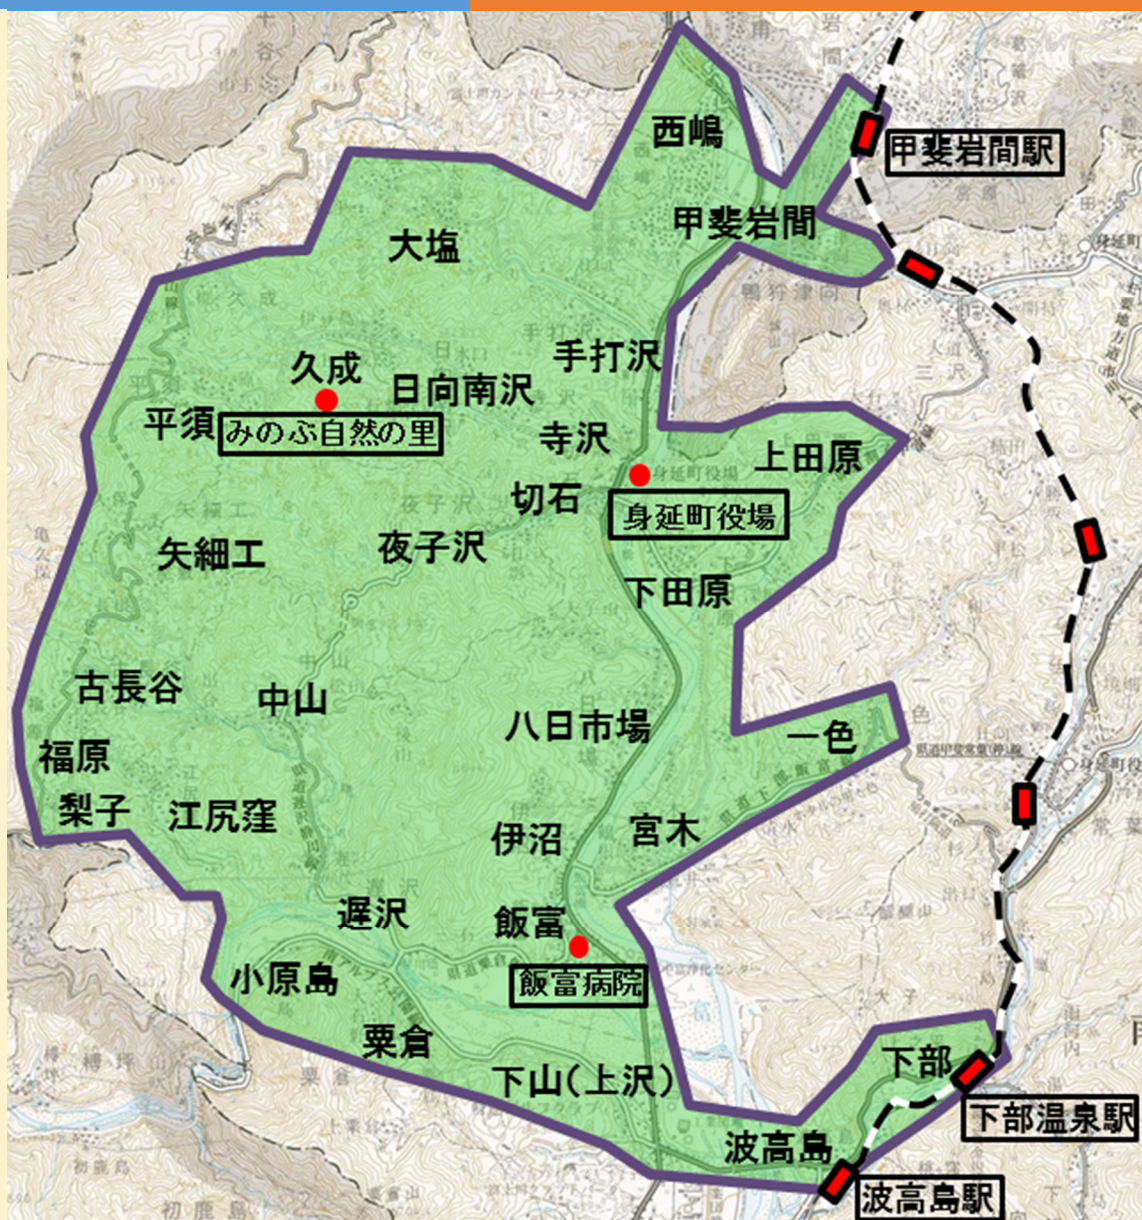 西嶋
甲斐岩間駅
甲斐岩間
大塩
手打沢
久成
日向南沢
平須
みのぶ自然の里
寺沢
上田原
身延町役場
切石
身延町役場
夜子沢
矢細工
下田原
古長谷
中山
八日市場
一色
福原
梨子
江尻窪
宮木
伊沼
遅沢
飯富
飯富病院
小原島
粟倉
下山(上沢)
下部
下部温泉駅
波高島
波高島駅